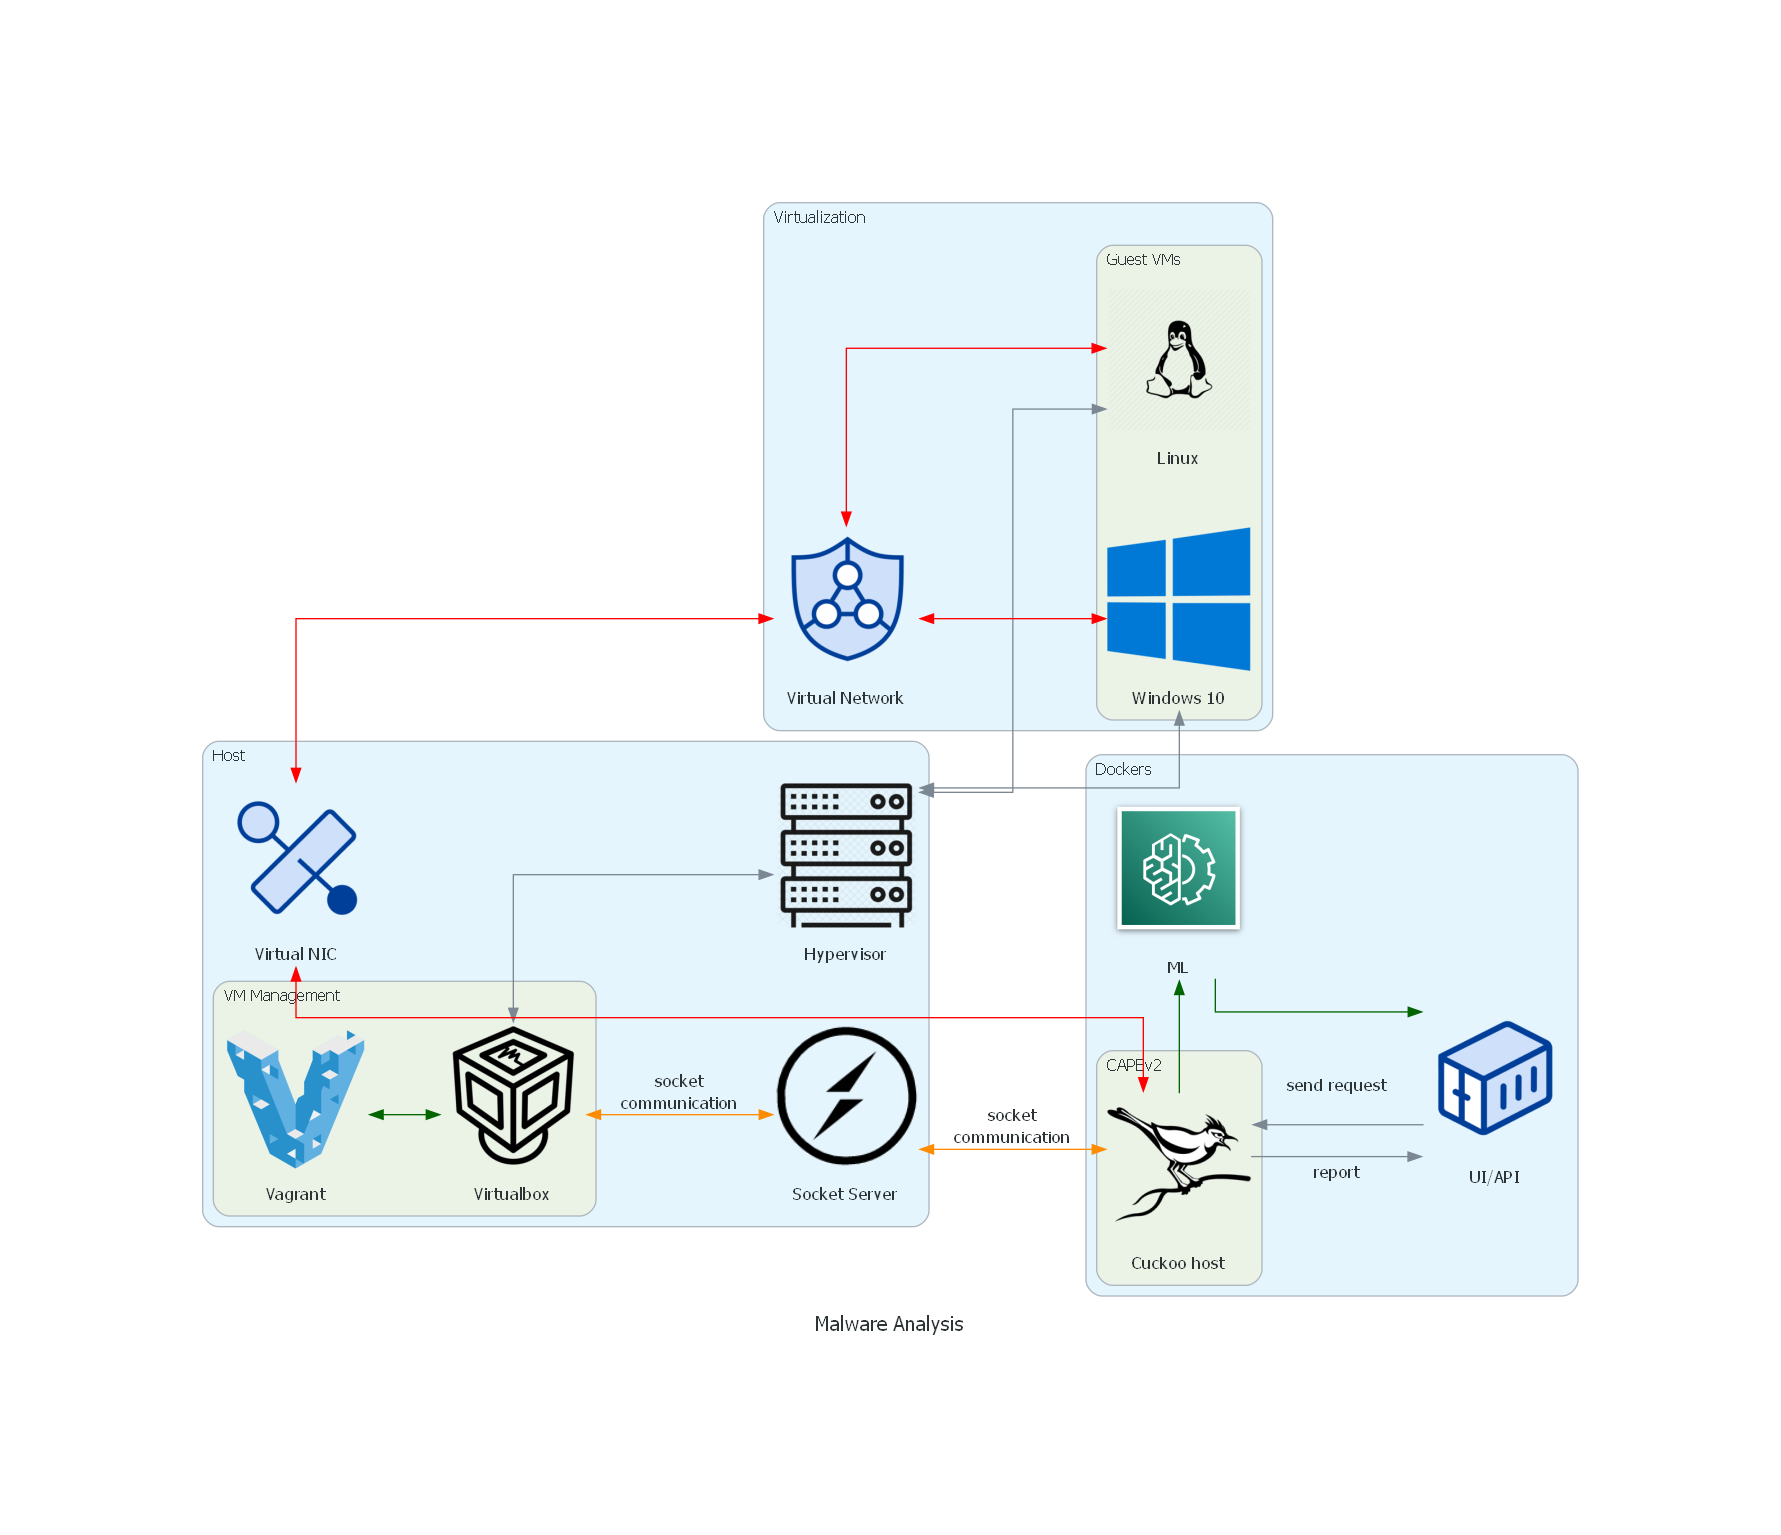 Virtualization
Guest VMs
Linux
Virtual Network
Windows 10
Host
Dockers
Virtual NIC
Hypervisor
ML
VM Management
CAPEv2
socket
communication
send request
socket
communication
report
UI/API
Vagrant
Virtualbox
Socket Server
Cuckoo host
Malware Analysis